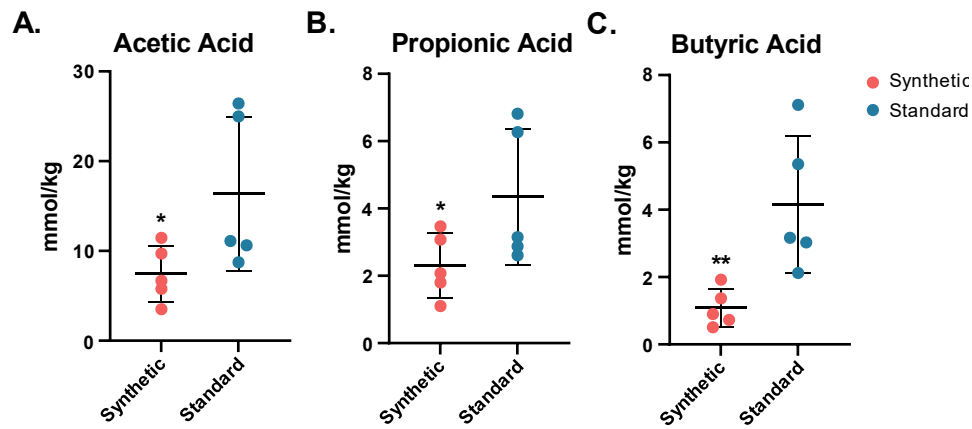 A.
Acetic Acid
mmol/kg
30
20
10
0
*
Synthetic
Standard
B.
Propionic Acid
mmol/kg
8
6
4
2
0
*
Synthetic
Standard
C.
Butyric Acid
mmol/kg
8
6
4
2
0
**
Synthetic
Standard
Synthetic
Standard